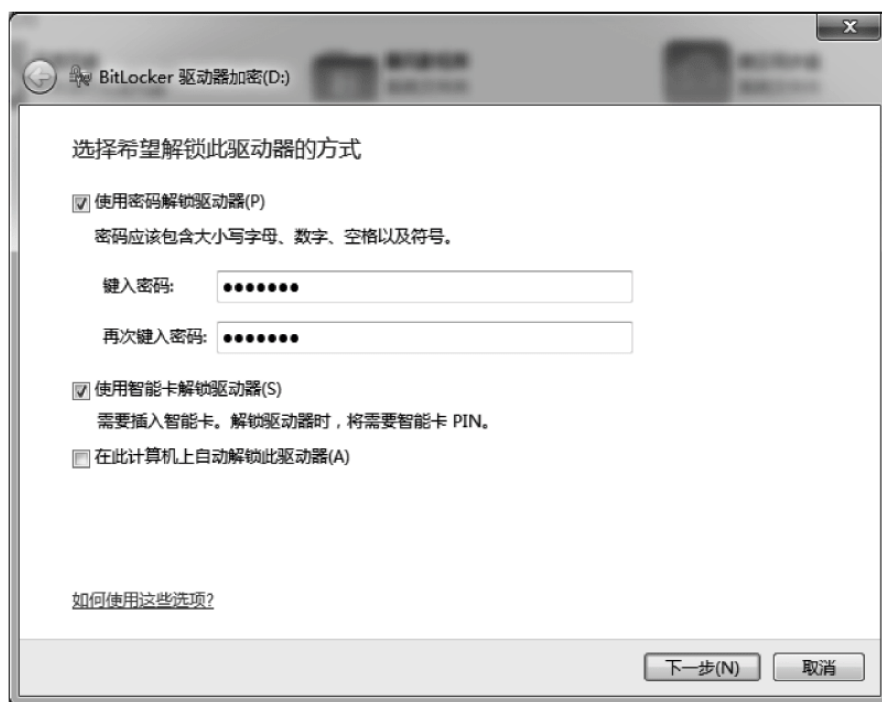 BitLocker 驱动器加密(D:)
选择希望解锁此驱动器的方式
使用密码解锁驱动器(P)
密码应该包含大小写字母、数字、空格以及符号。
键入密码: ●●●●●●●
再次键入密码: ●●●●●●●
使用智能卡解锁驱动器(S)
需要插入智能卡。解锁驱动器时，将需要智能卡 PIN。
在此计算机上自动解锁此驱动器(A)
如何使用这些选项?
下一步(N) 取消